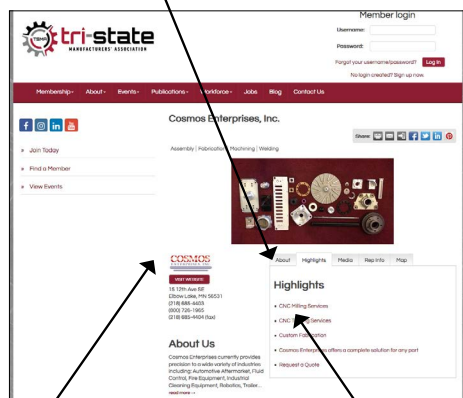 Member login
TSMA
tri-state
MANUFACTURERS' ASSOCIATION
Username:
Password:
Forgot your username/password?
Log In
No login created? Sign up now.
Membership
About
Events
Publications
Workforce
Jobs
Blog
Contact Us
Cosmos Enterprises, Inc.
Share:
Join Today
Find a Member
View Events
Assembly | Fabrication | Machining | Welding
COSMOS
ENTERPRISES INC
VISIT WEBSITE
15 12th Ave SE
Elbow Lake, MN 56531
(218) 685-4403
(800) 726-1965
(218) 685-4404 (fax)
About Us
Cosmos Enterprises currently provides
precision to a wide variety of industries
including: Automotive Aftermarket, Fluid
Control, Fire Equipment, Industrial
Cleaning Equipment, Robotics, Trailer...
read more
About
Highlights
Media
Rep Info
Map
Highlights
CNC Milling Services
CNC Services
Custom Fabrication
Cosmos Enterprises offers a complete solution for any part
Request a Quote